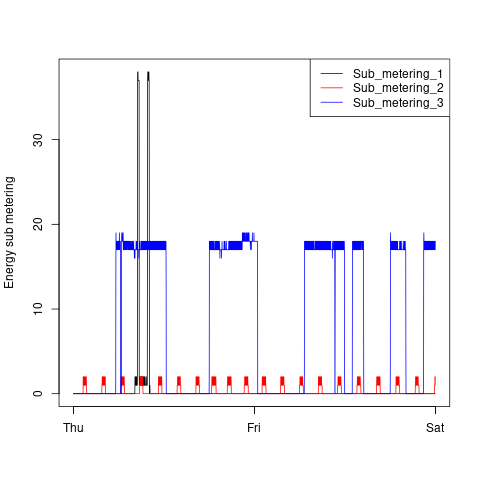 Sub_metering_1
Sub_metering_2
Sub_metering_3
Energy sub metering
30
20
10
0
Thu Fri Sat